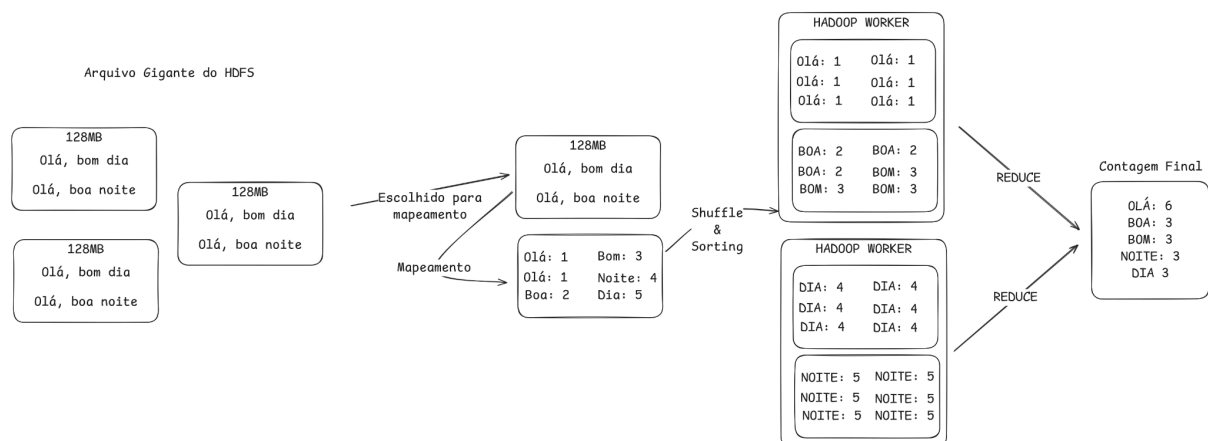 Arquivo Gigante do HDFS
128MB
Olá, bom dia
Olá, boa noite
128MB
Olá, bom dia
Olá, boa noite
128MB
Olá, bom dia
Olá, boa noite
Escolhido para
mapeamento
Mapeamento
128MB
Olá, bom dia
Olá, boa noite
Olá: 1 Bom: 3
Olá: 1 Noite: 4
Boa: 2 Dia: 5
Shuffle
&
Sorting
HADOOP WORKER
Olá: 1 Olá: 1
Olá: 1 Olá: 1
Olá: 1 Olá: 1
BOA: 2 BOA: 2
BOA: 2 BOM: 3
BOM: 3 BOM: 3
HADOOP WORKER
DIA: 4 DIA: 4
DIA: 4 DIA: 4
DIA: 4 DIA: 4
NOITE: 5 NOITE: 5
NOITE: 5 NOITE: 5
NOITE: 5 NOITE: 5
REDUCE
REDUCE
Contagem Final
OLÁ: 6
BOA: 3
BOM: 3
NOITE: 3
DIA 3